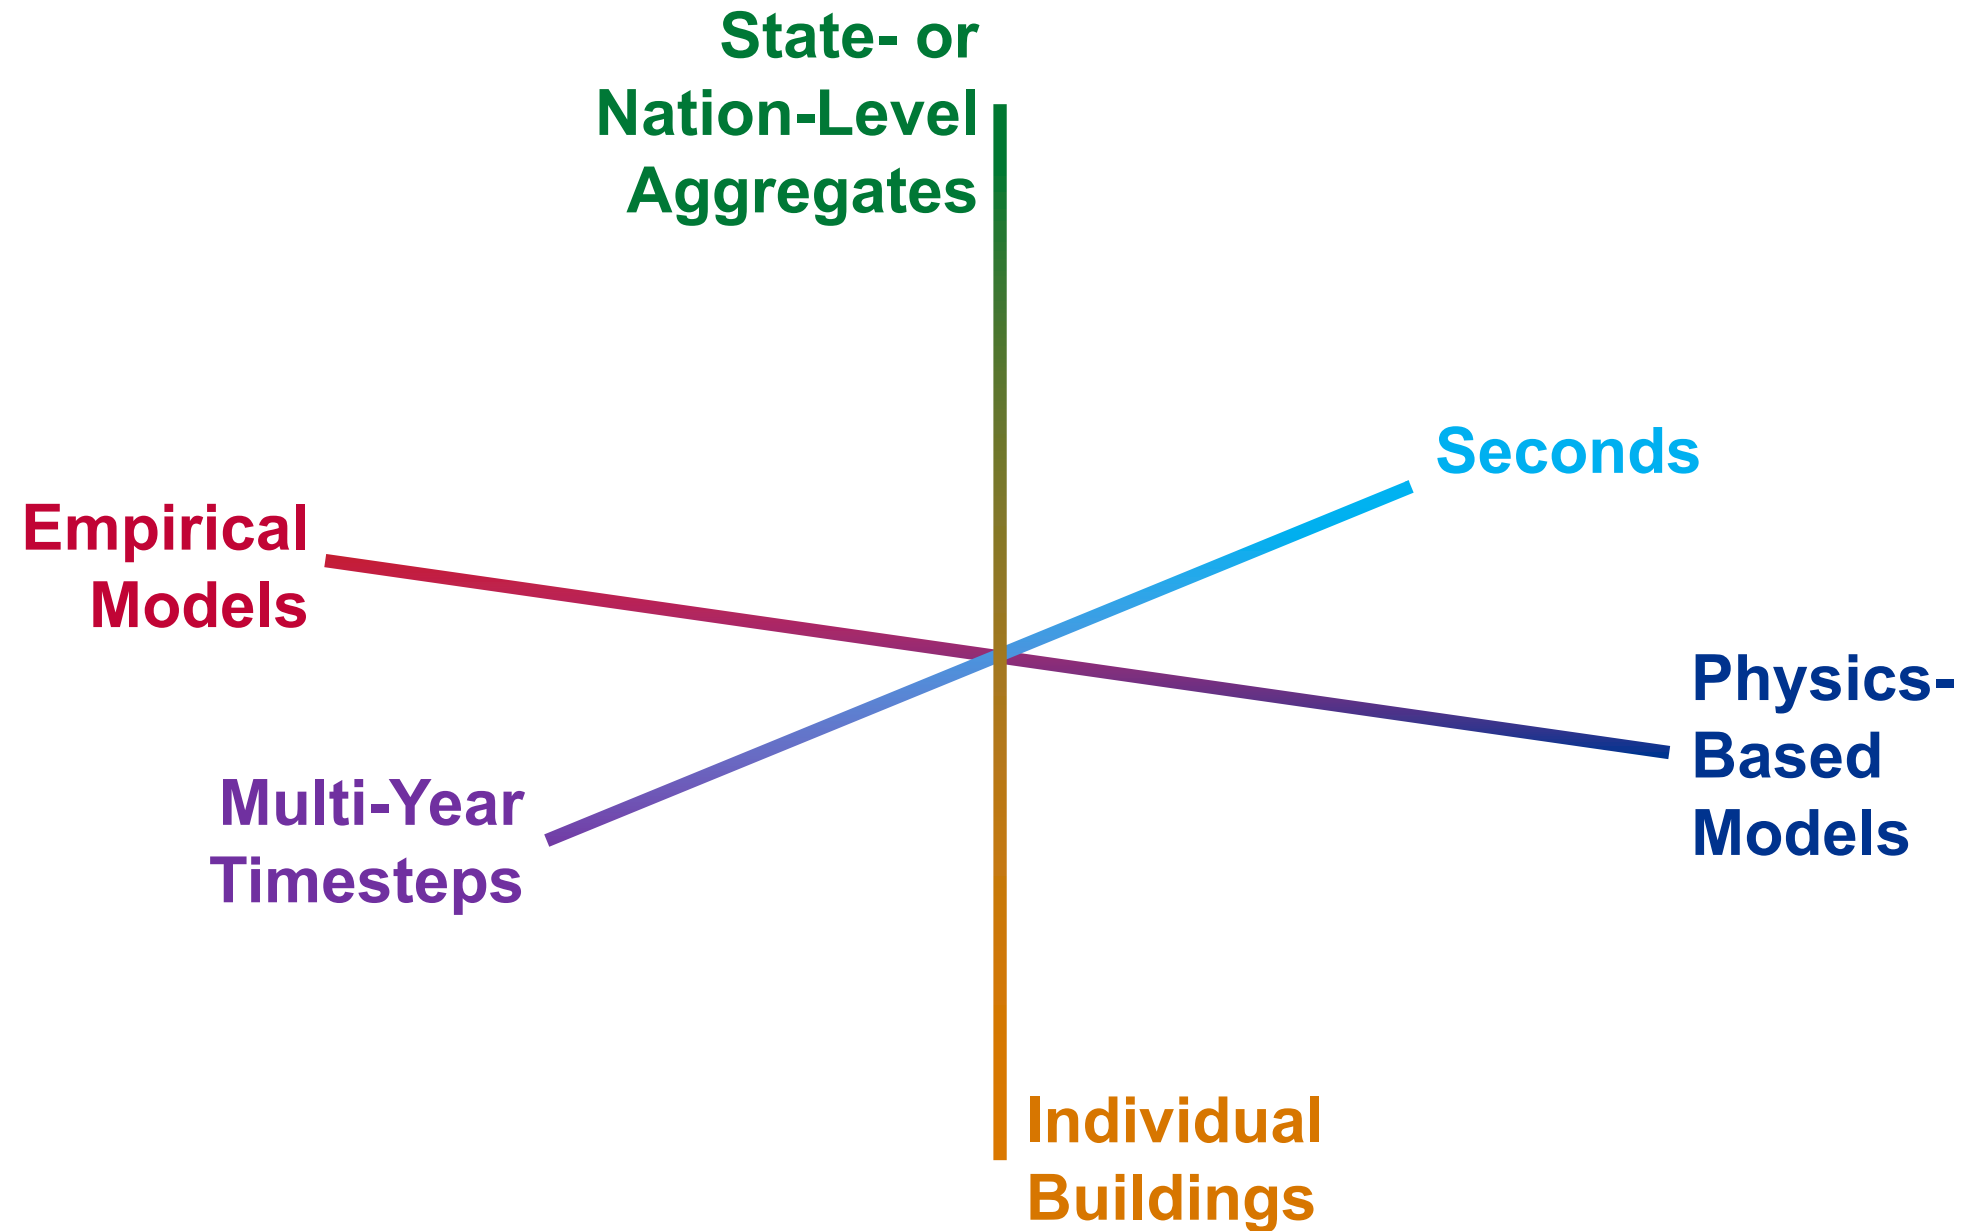 State- or
Nation-Level
Aggregates
Seconds
Empirical
Models
Physics-
Based
Models
Multi-Year
Timesteps
Individual
Buildings